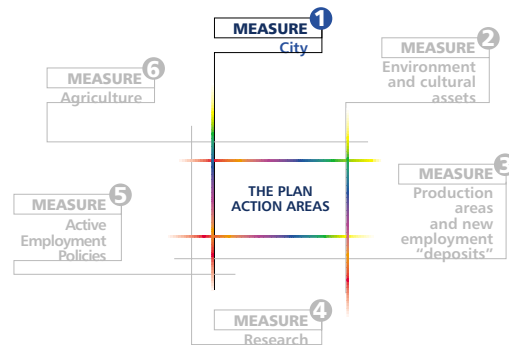 MEASURE 1
City
MEASURE 2
Environment
and cultural
assets
MEASURE 6
Agriculture
THE PLAN
ACTION AREAS
MEASURE 3
Production
areas
and new
employment
“deposits”
MEASURE 5
Active
Employment
Policies
MEASURE 4
Research